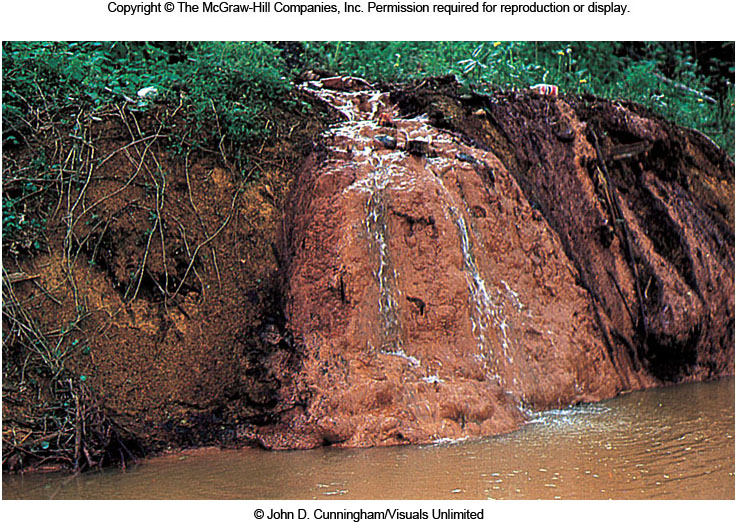 Copyright © The McGraw-Hill Companies, Inc. Permission required for reproduction or display.
© John D. Cunningham/Visuals Unlimited